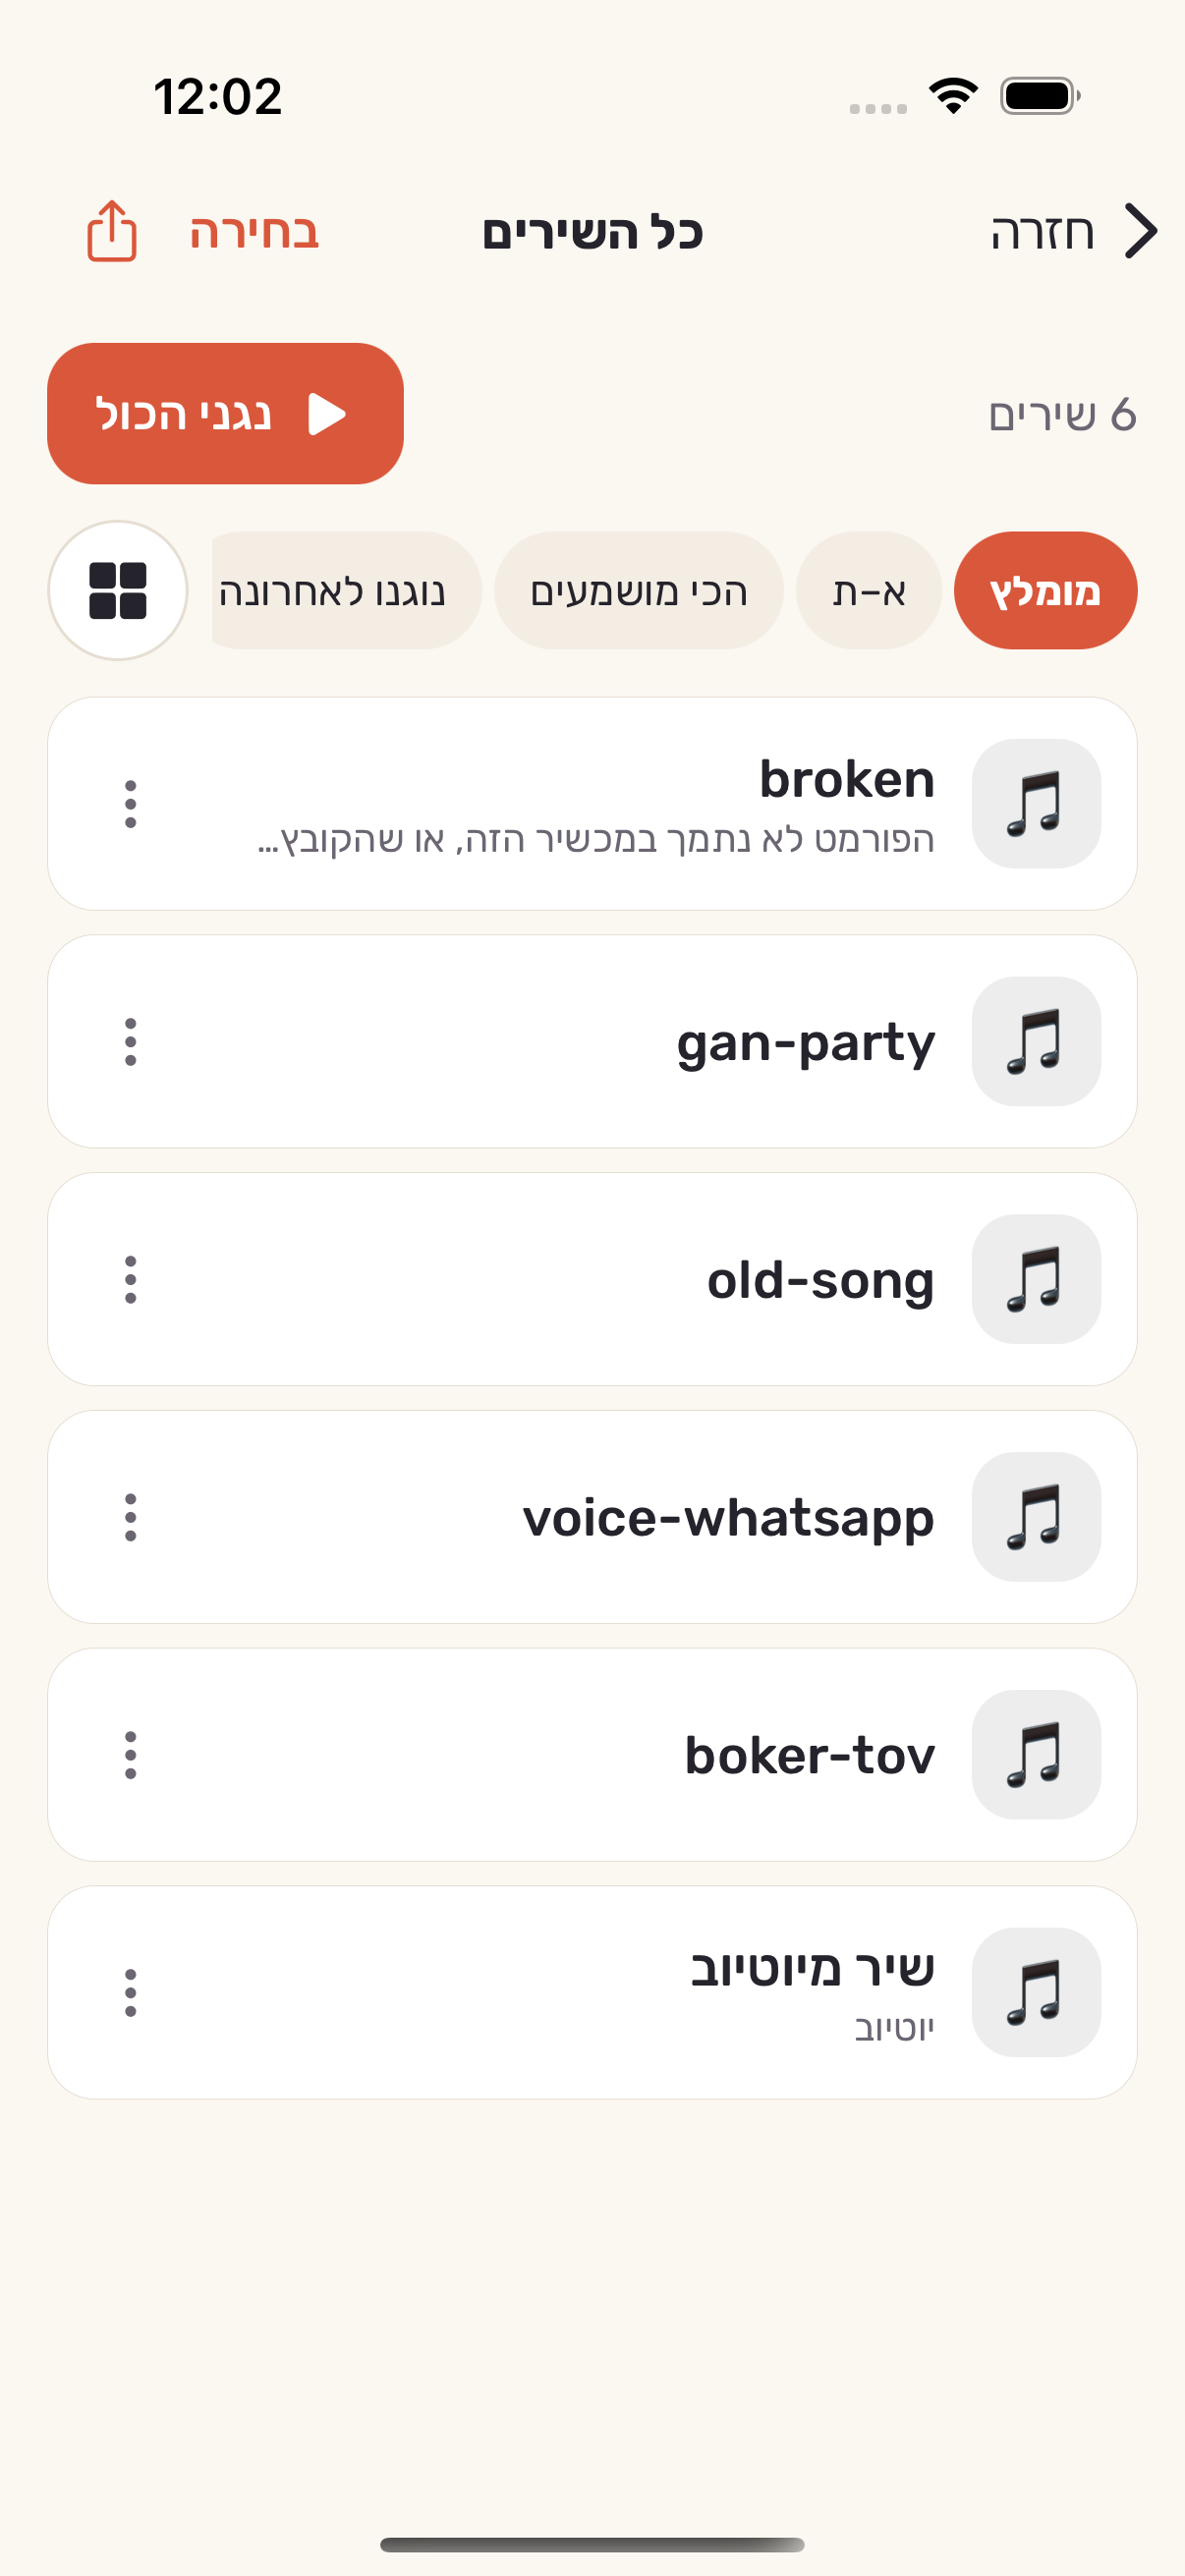 12:02
חזרה
כל השירים
בחירה
6 שירים
נגני הכול
מומלץ
א-ת
הכי מושמעים
נוגנו לאחרונה
broken
הפורמט לא נתמך במכשיר הזה, או שהקובץ...
gan-party
old-song
voice-whatsapp
boker-tov
שיר מיוטיוב
יוטיוב